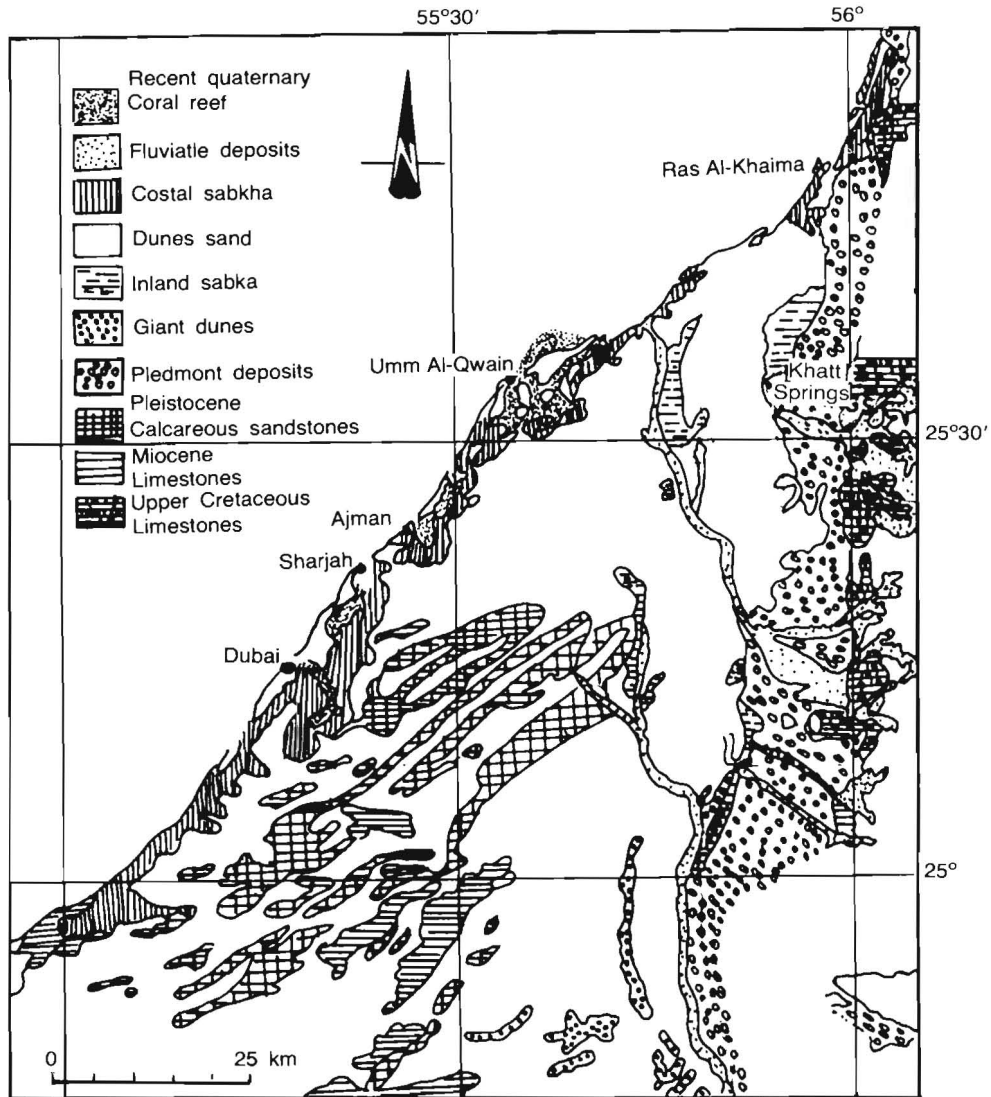 55°30'
56°
Recent quaternary
Coral reef
Fluviatle deposits
Costal sabkha
Dunes sand
Inland sabka
Giant dunes
Piedmont deposits
Pleistocene
Calcareous sandstones
Miocene
Limestones
Upper Cretaceous
Limestones
Ras Al-Khaima
Umm Al-Qwain
Khatt
Springs
25°30'
Ajman
Sharjah
Dubai
25°
0 25 km